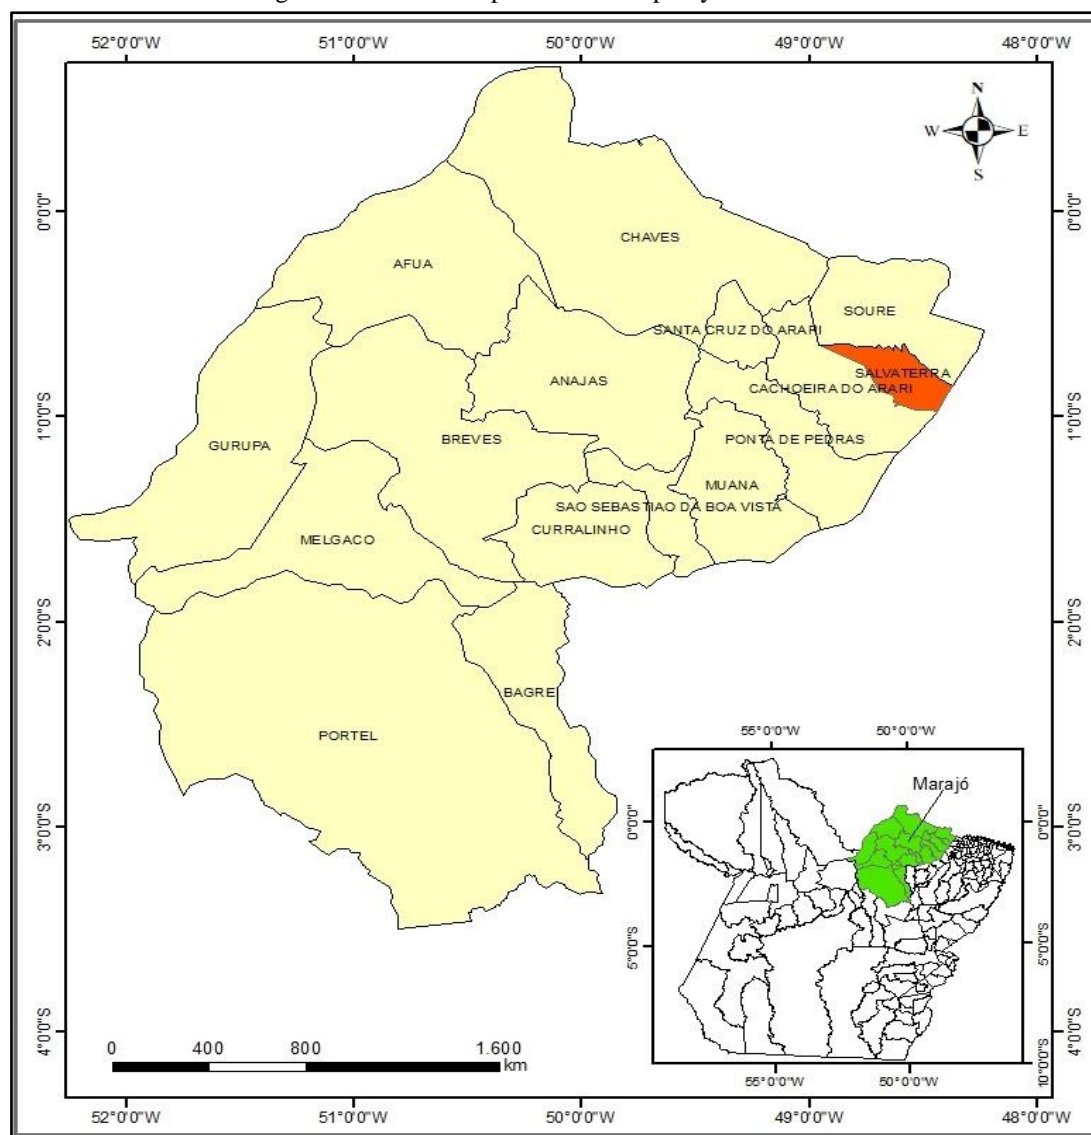 52°0'0"W 51°0'0"W 50°0'0"W 49°0'0"W 48°0'0"W
N
W E
S
0°0'0" 0°0'0"
CHAVES
AFUA
SOURE
SANTA CRUZ DO ARARI
SALVATERRA
ANAJAS
CACHOEIRA DO ARARI
1°0'0"S 1°0'0"S
GURUPA
BREVES
PONTA DE PEDRAS
MUANA
SAO SEBASTIAO DA BOA VISTA
CURRALINHO
MELGACO
2°0'0"S 2°0'0"S
BAGRE
PORTEL
55°0'0"W 50°0'0"W
Marajó
3°0'0"S 0°0'0" 0°0'0" 3°0'0"S
5°0'0"S 5°0'0"S
4°0'0"S 4°0'0"S
0 400 800 1.600
km
10°0'0"S
55°0'0"W 50°0'0"W
52°0'0"W 51°0'0"W 50°0'0"W 49°0'0"W 48°0'0"W